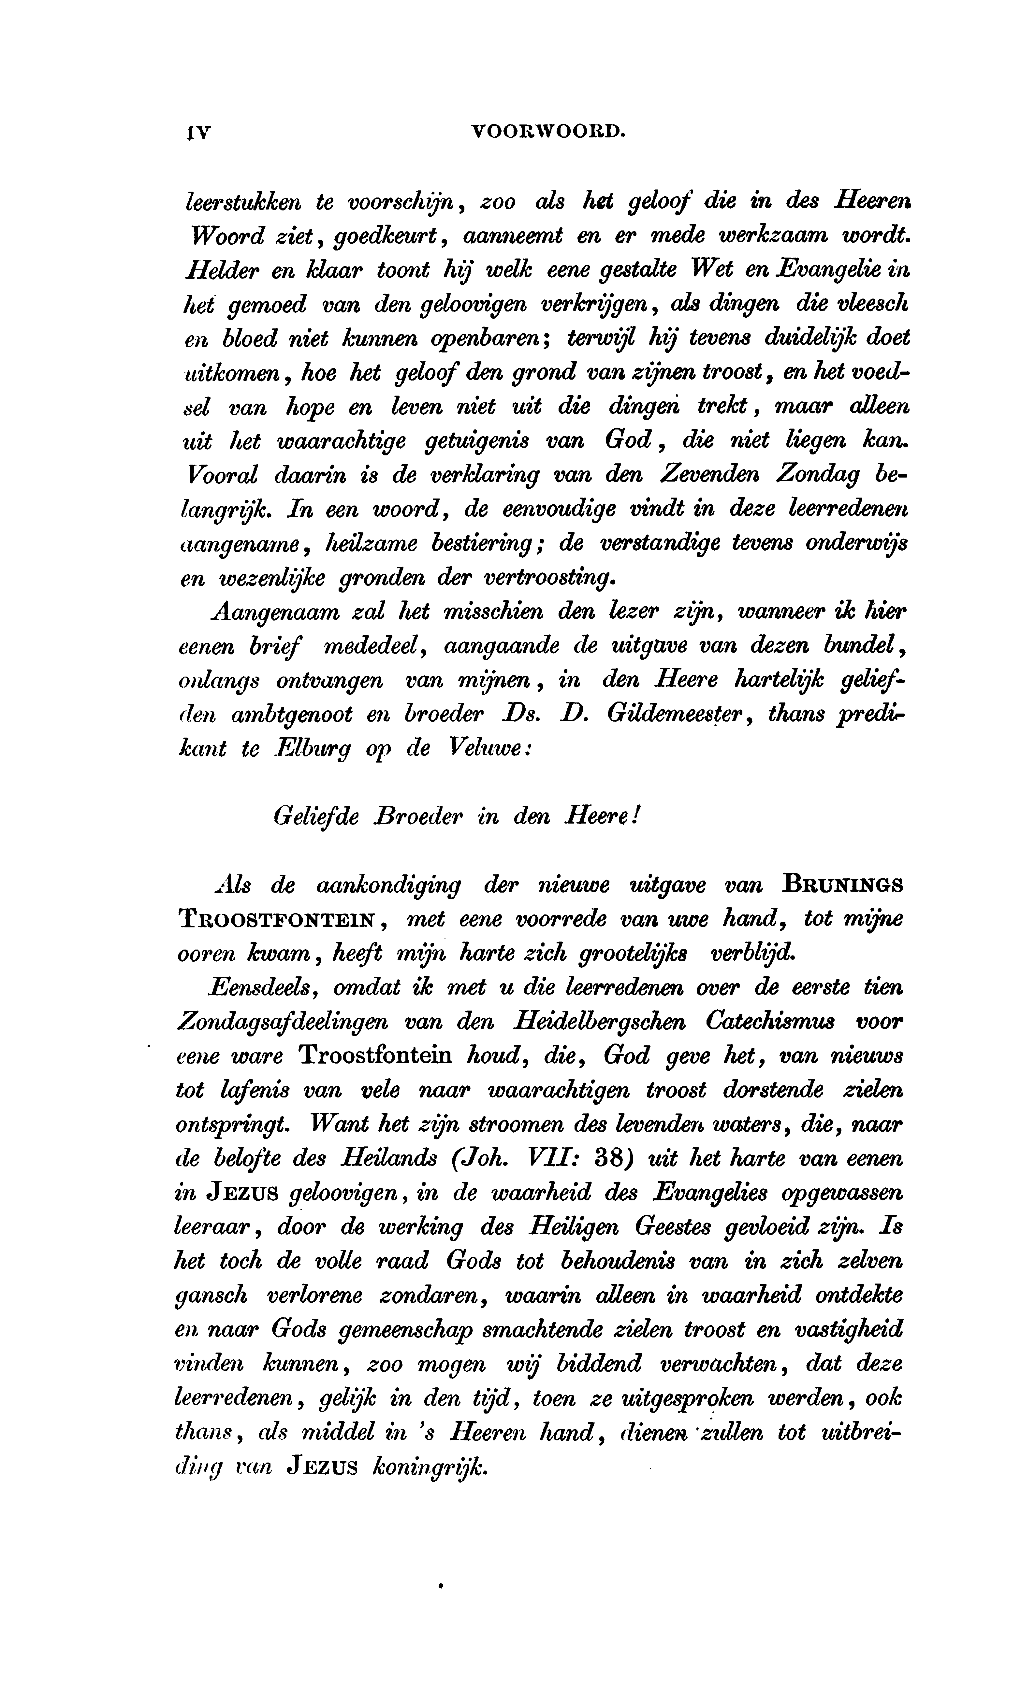 IV VOORWOORD.
leerstukken te voorschijn, zoo als het geloof die in des Heeren
Woord ziet, goedkeurt, aanneemt en er mede werkzaam wordt.
Helder en klaar toont hij welk eene gestalte Wet en Evangelie in
het gemoed van den geloovigen verkrijgen, als dingen die vleesch
en bloed niet kunnen openbaren; terwijl hij tevens duidelijk doet
uitkomen, hoe het geloof den grond van zijnen troost, en het voed-
sel van hope en leven niet uit die dingen trekt, maar alleen
uit het waarachtige getuigenis van God, die niet liegen kan.
Vooral daarin is de verklaring van den Zevenden Zondag be-
langrijk. In een woord, de eenvoudige vindt in deze leerredenen
aangename, heilzame bestiering; de verstandige tevens onderwijs
en wezenlijke gronden der vertroosting.
Aangenaam zal het misschien den lezer zijn, wanneer ik hier
eenen brief mededeel, aangaande de uitgave van dezen bundel,
onlangs ontvangen van mijnen, in den Heere hartelijk gelief-
den ambtgenoot en broeder Ds. D. Gildemeester, thans predi-
kant te Elburg op de Veluwe:
Geliefde Broeder in den Heere!
Als de aankondiging der nieuwe uitgave van BRUNINGS
TROOSTFONTEIN, met eene voorrede van uwe hand, tot mijne
ooren kwam, heeft mijn harte zich grootelijks verblijd.
Eensdeels, omdat ik met u die leerredenen over de eerste tien
Zondagsafdeelingen van den Heidelbergschen Catechismus voor
eene ware Troostfontein houd, die, God geve het, van nieuws
tot lafenis van vele naar waarachtigen troost dorstende zielen
ontspringt. Want het zijn stroomen des levenden waters, die, naar
de belofte des Heilands (Joh. VII: 38) uit het harte van eenen
in JEZUS geloovigen, in de waarheid des Evangelies opgewassen
leeraar, door de werking des Heiligen Geestes gevloeid zijn. Is
het toch de volle raad Gods tot behoudenis van in zich zelven
gansch verlorene zondaren, waarin alleen in waarheid ontdekte
en naar Gods gemeenschap smachtende zielen troost en vastigheid
vinden kunnen, zoo mogen wij biddend verwachten, dat deze
leerredenen, gelijk in den tijd, toen ze uitgesproken werden, ook
thans, als middel in 's Heeren hand, dienen zullen tot uitbrei-
ding van JEZUS koningrijk.